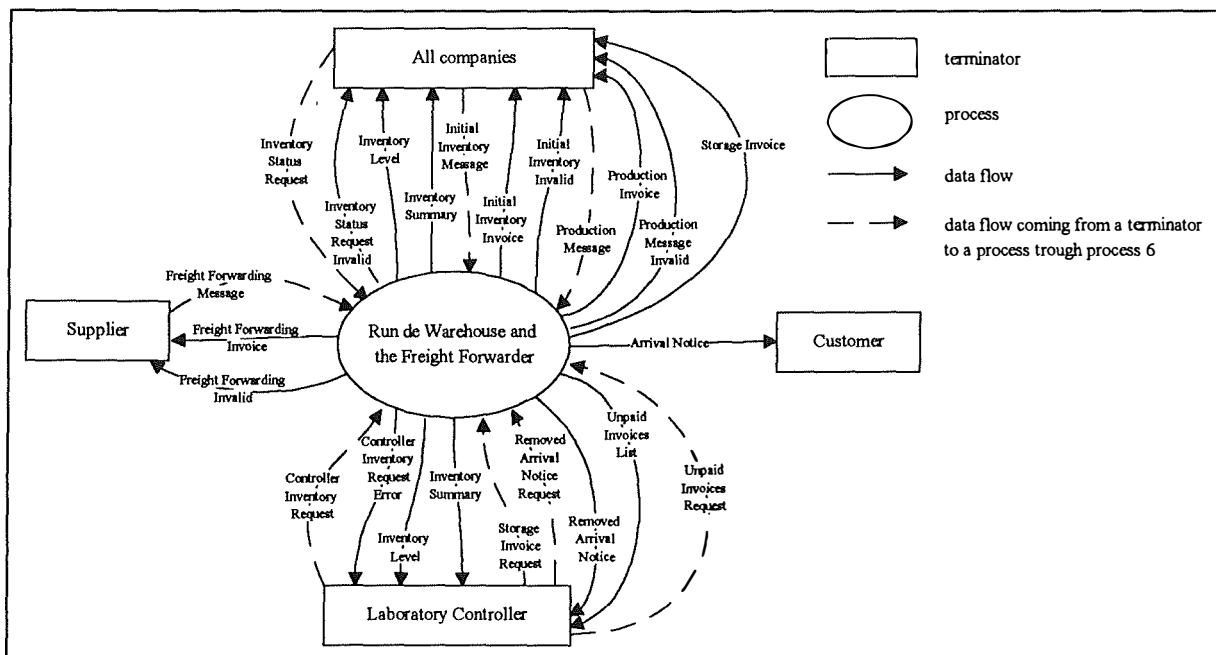 All companies
terminator
process
data flow
data flow coming from a terminator
to a process trough process 6
Inventory
Status
Request
Inventory
Status
Request
Invalid
Inventory
Level
Inventory
Summary
Initial
Inventory
Message
Initial
Inventory
Invoice
Initial
Inventory
Invalid
Production
Message
Production
Invoice
Production
Message
Invalid
Storage Invoice
Freight Forwarding
Message
Supplier
Freight Forwarding
Invoice
Freight Forwarding
Invalid
Run de Warehouse and
the Freight Forwarder
Arrival Notice
Customer
Controller
Inventory
Request
Controller
Inventory
Request
Error
Inventory
Level
Inventory
Summary
Storage
Invoice
Request
Removed
Arrival
Notice
Request
Removed
Arrival
Notice
Unpaid
Invoices
List
Unpaid
Invoices
Request
Laboratory Controller